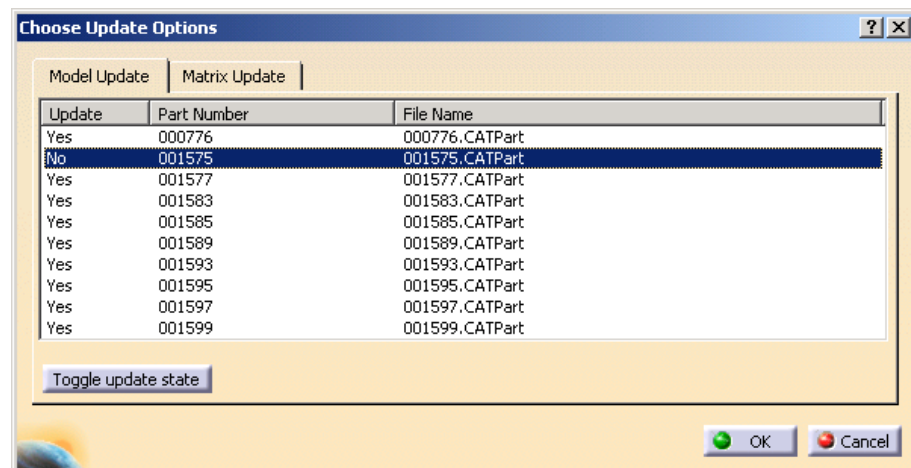 Choose Update Options ? X
Model Update Matrix Update
Update Part Number File Name
Yes 000776 000776.CATPart
No 001575 001575.CATPart
Yes 001577 001577.CATPart
Yes 001583 001583.CATPart
Yes 001585 001585.CATPart
Yes 001589 001589.CATPart
Yes 001593 001593.CATPart
Yes 001595 001595.CATPart
Yes 001597 001597.CATPart
Yes 001599 001599.CATPart
Toggle update state
OK Cancel